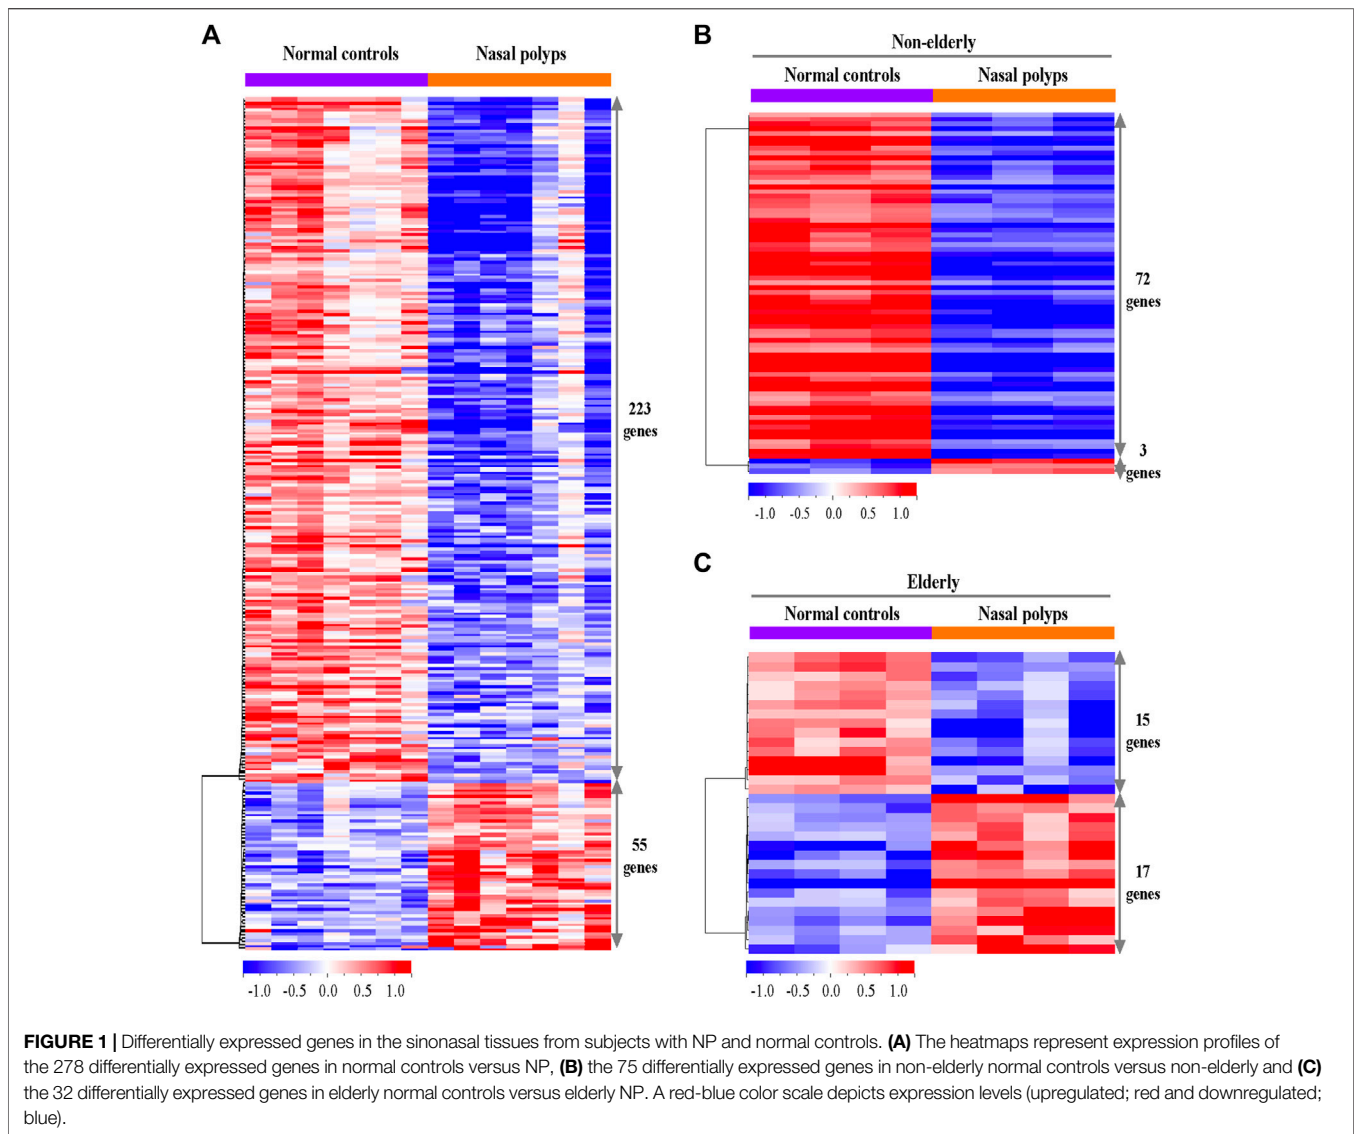 A
Normal controls
Nasal polyps
223
genes
55
genes
-1.0 -0.5 0.0 0.5 1.0
B
Non-elderly
Normal controls
Nasal polyps
72
genes
3
genes
-1.0 -0.5 0.0 0.5 1.0
C
Elderly
Normal controls
Nasal polyps
15
genes
17
genes
-1.0 -0.5 0.0 0.5 1.0
FIGURE 1 | Differentially expressed genes in the sinonasal tissues from subjects with NP and normal controls. (A) The heatmaps represent expression profiles of
the 278 differentially expressed genes in normal controls versus NP, (B) the 75 differentially expressed genes in non-elderly normal controls versus non-elderly and (C)
the 32 differentially expressed genes in elderly normal controls versus elderly NP. A red-blue color scale depicts expression levels (upregulated; red and downregulated;
blue).